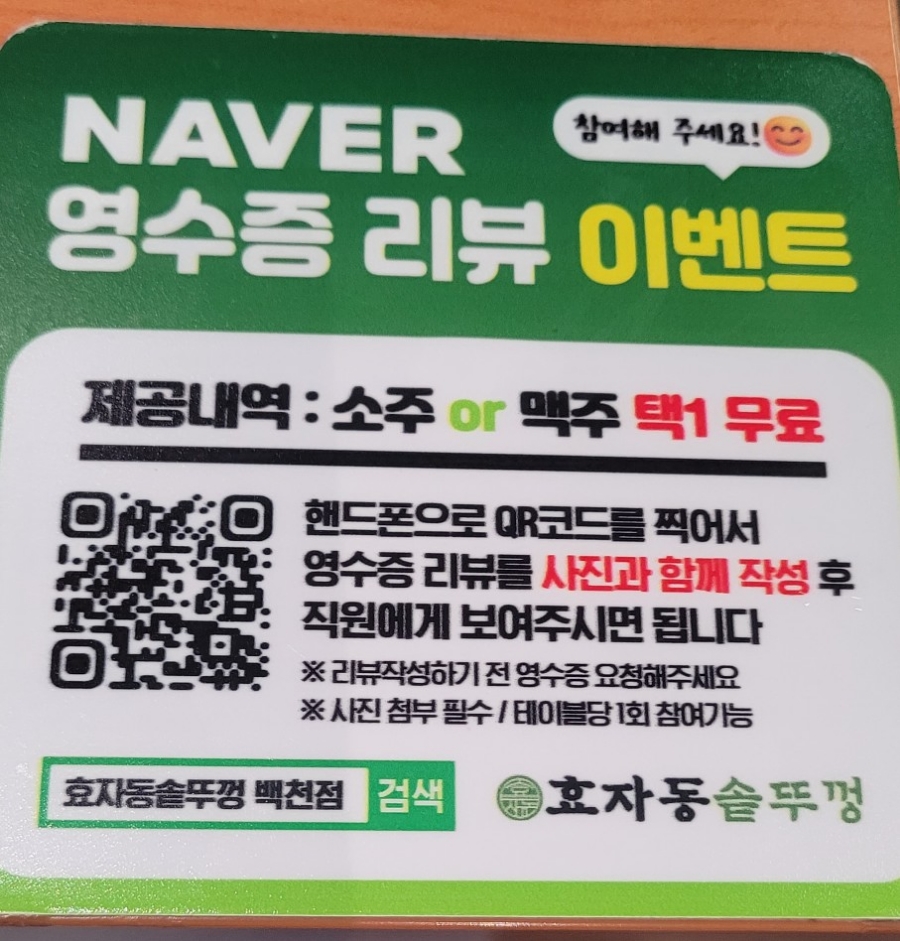 NAVER
참여해 주세요!
영수증 리뷰 이벤트
제공내역 : 소주 or 맥주 택1 무료
핸드폰으로 QR코드를 찍어서
영수증 리뷰를 사진과 함께 작성 후
직원에게 보여주시면 됩니다
※ 리뷰작성하기 전 영수증 요청해주세요
※ 사진 첨부 필수 / 테이블당 1회 참여가능
효자동솥뚜껑 백천점 검색
효자동솥뚜껑